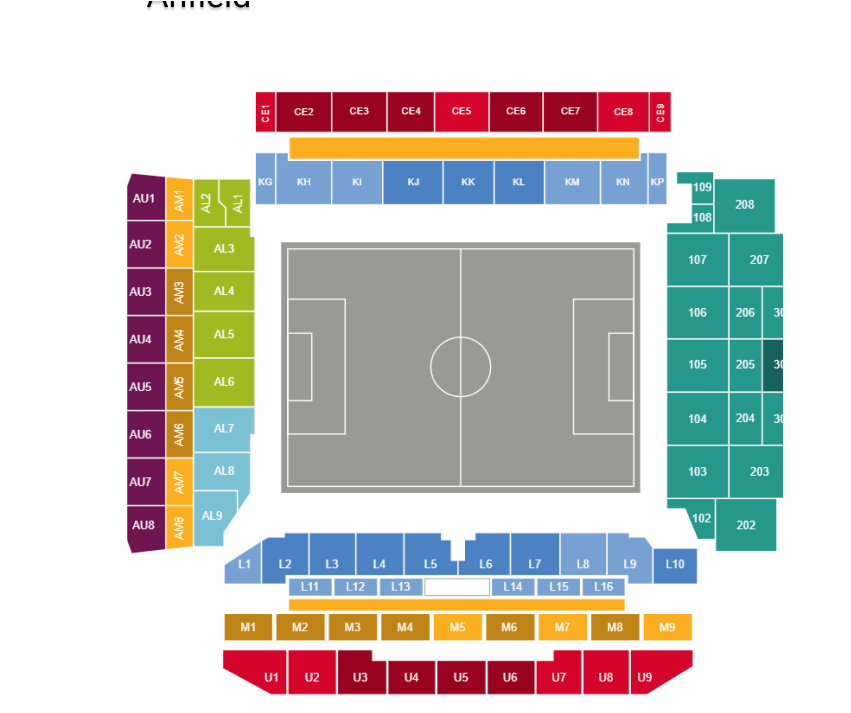 Anfield
CE1 CE2 CE3 CE4 CE5 CE6 CE7 CE8 CE9
KG KH KI KJ KK KL KM KN KP
AU1 AM1 AL2 AL1
AU2 AM2 AL3
AU3 AM3 AL4
AU4 AM4 AL5
AU5 AM5 AL6
AU6 AM6 AL7
AU7 AM7 AL8
AU8 AM8 AL9
109
108 208
107 207
106 206 30
105 205 30
104 204 30
103 203
102 202
L1 L2 L3 L4 L5 L6 L7 L8 L9 L10
L11 L12 L13 L14 L15 L16
M1 M2 M3 M4 M5 M6 M7 M8 M9
U1 U2 U3 U4 U5 U6 U7 U8 U9